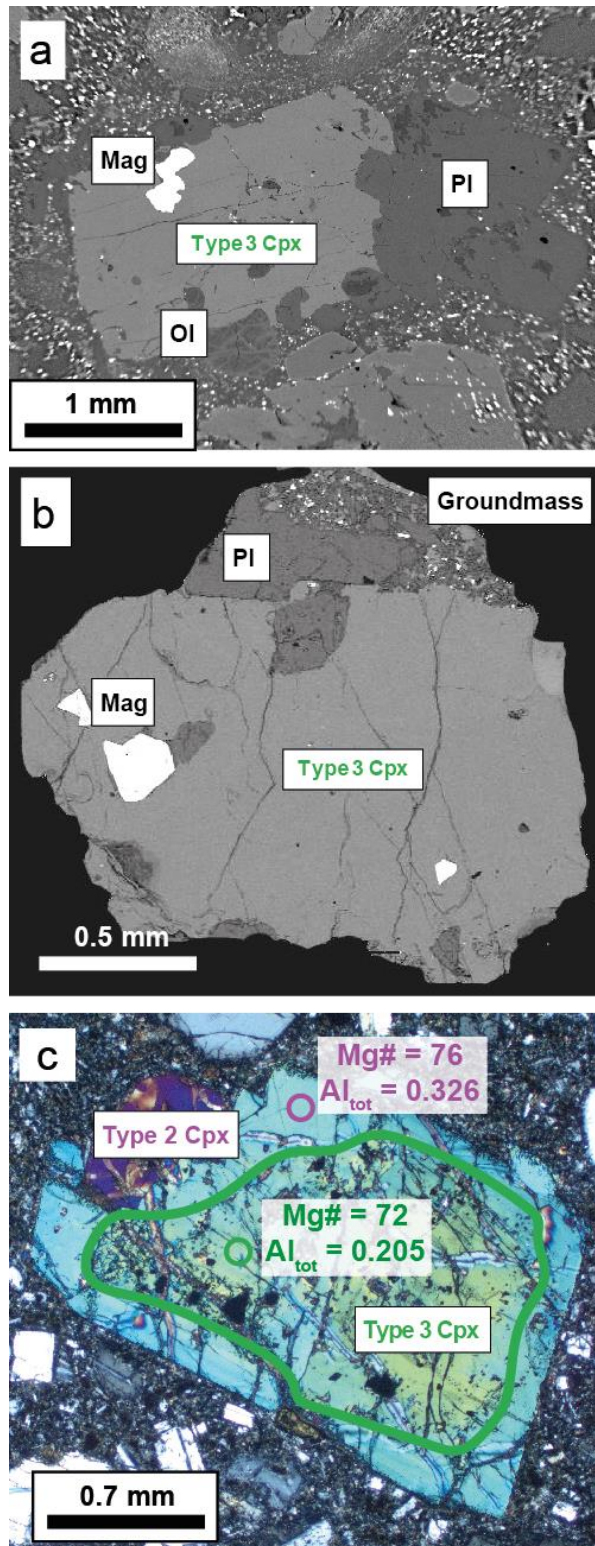 a
Mag
Pl
Type 3 Cpx
Ol
1 mm
b
Groundmass
Pl
Mag
Type 3 Cpx
0.5 mm
c
Mg# = 76
Al_tot = 0.326
Type 2 Cpx
Mg# = 72
Al_tot = 0.205
Type 3 Cpx
0.7 mm